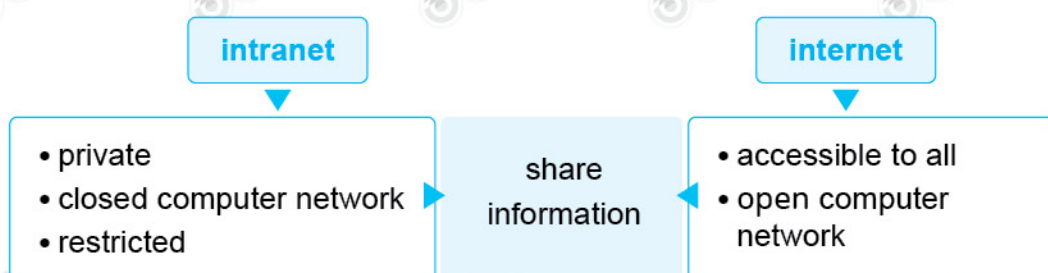 intranet
internet
• private
• closed computer network
• restricted
share
information
• accessible to all
• open computer
network